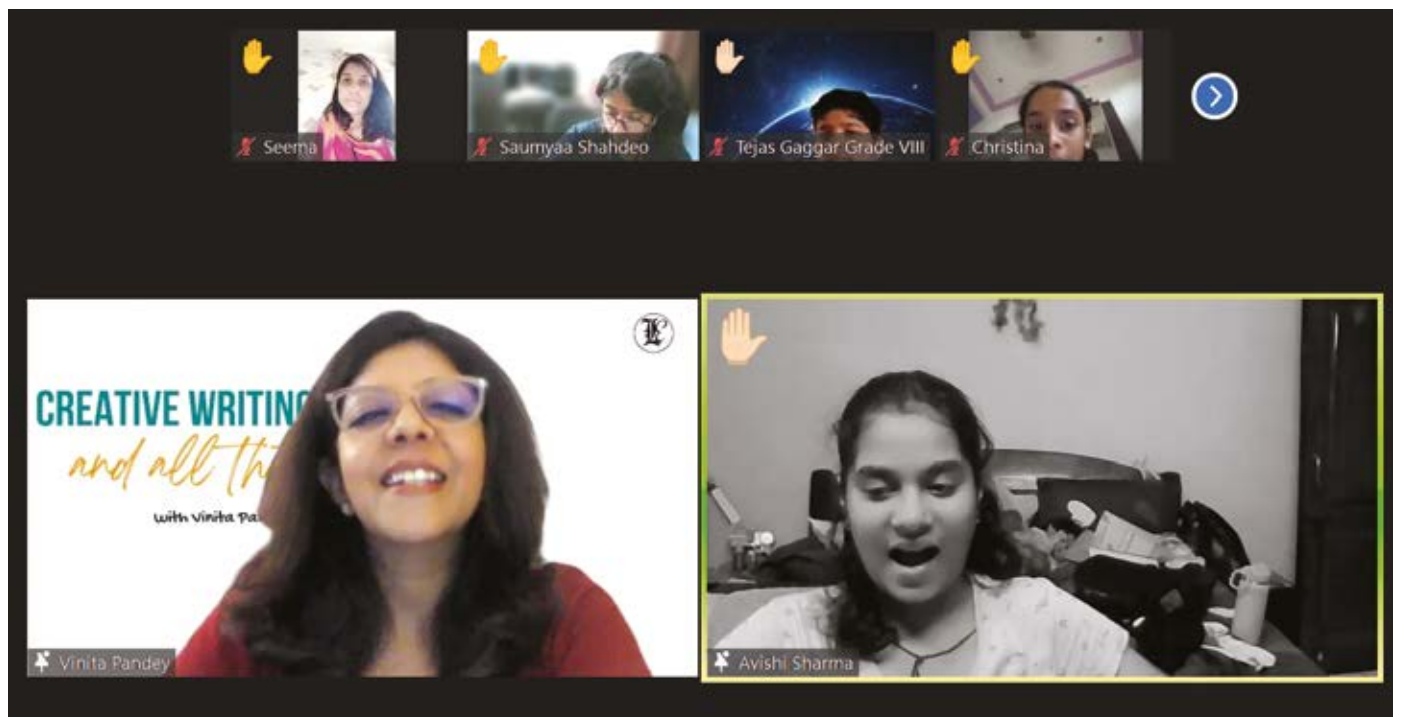 Seema
Saumyaa Shahdeo
Tejas Gaggar Grade VIII
Christina
CREATIVE WRITING
and all thi
with Vinita Pa
Vinita Pandey
Avishi Sharma